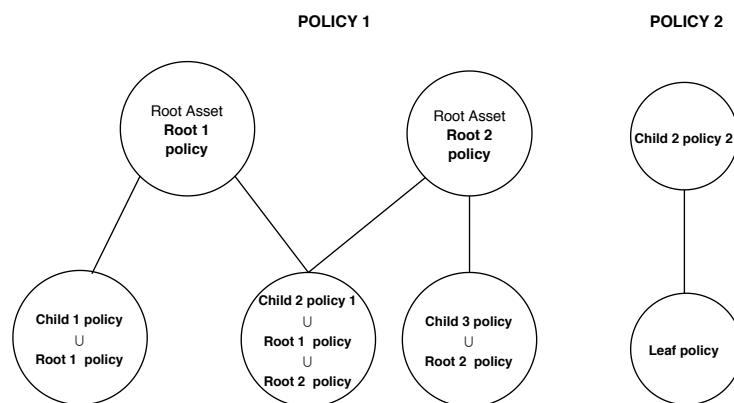 POLICY 1
POLICY 2
Root Asset
Root 1
policy
Root Asset
Root 2
policy
Child 2 policy 2
Child 1 policy
∪
Root 1 policy
Child 2 policy 1
∪
Root 1 policy
∪
Root 2 policy
Child 3 policy
∪
Root 2 policy
Leaf policy